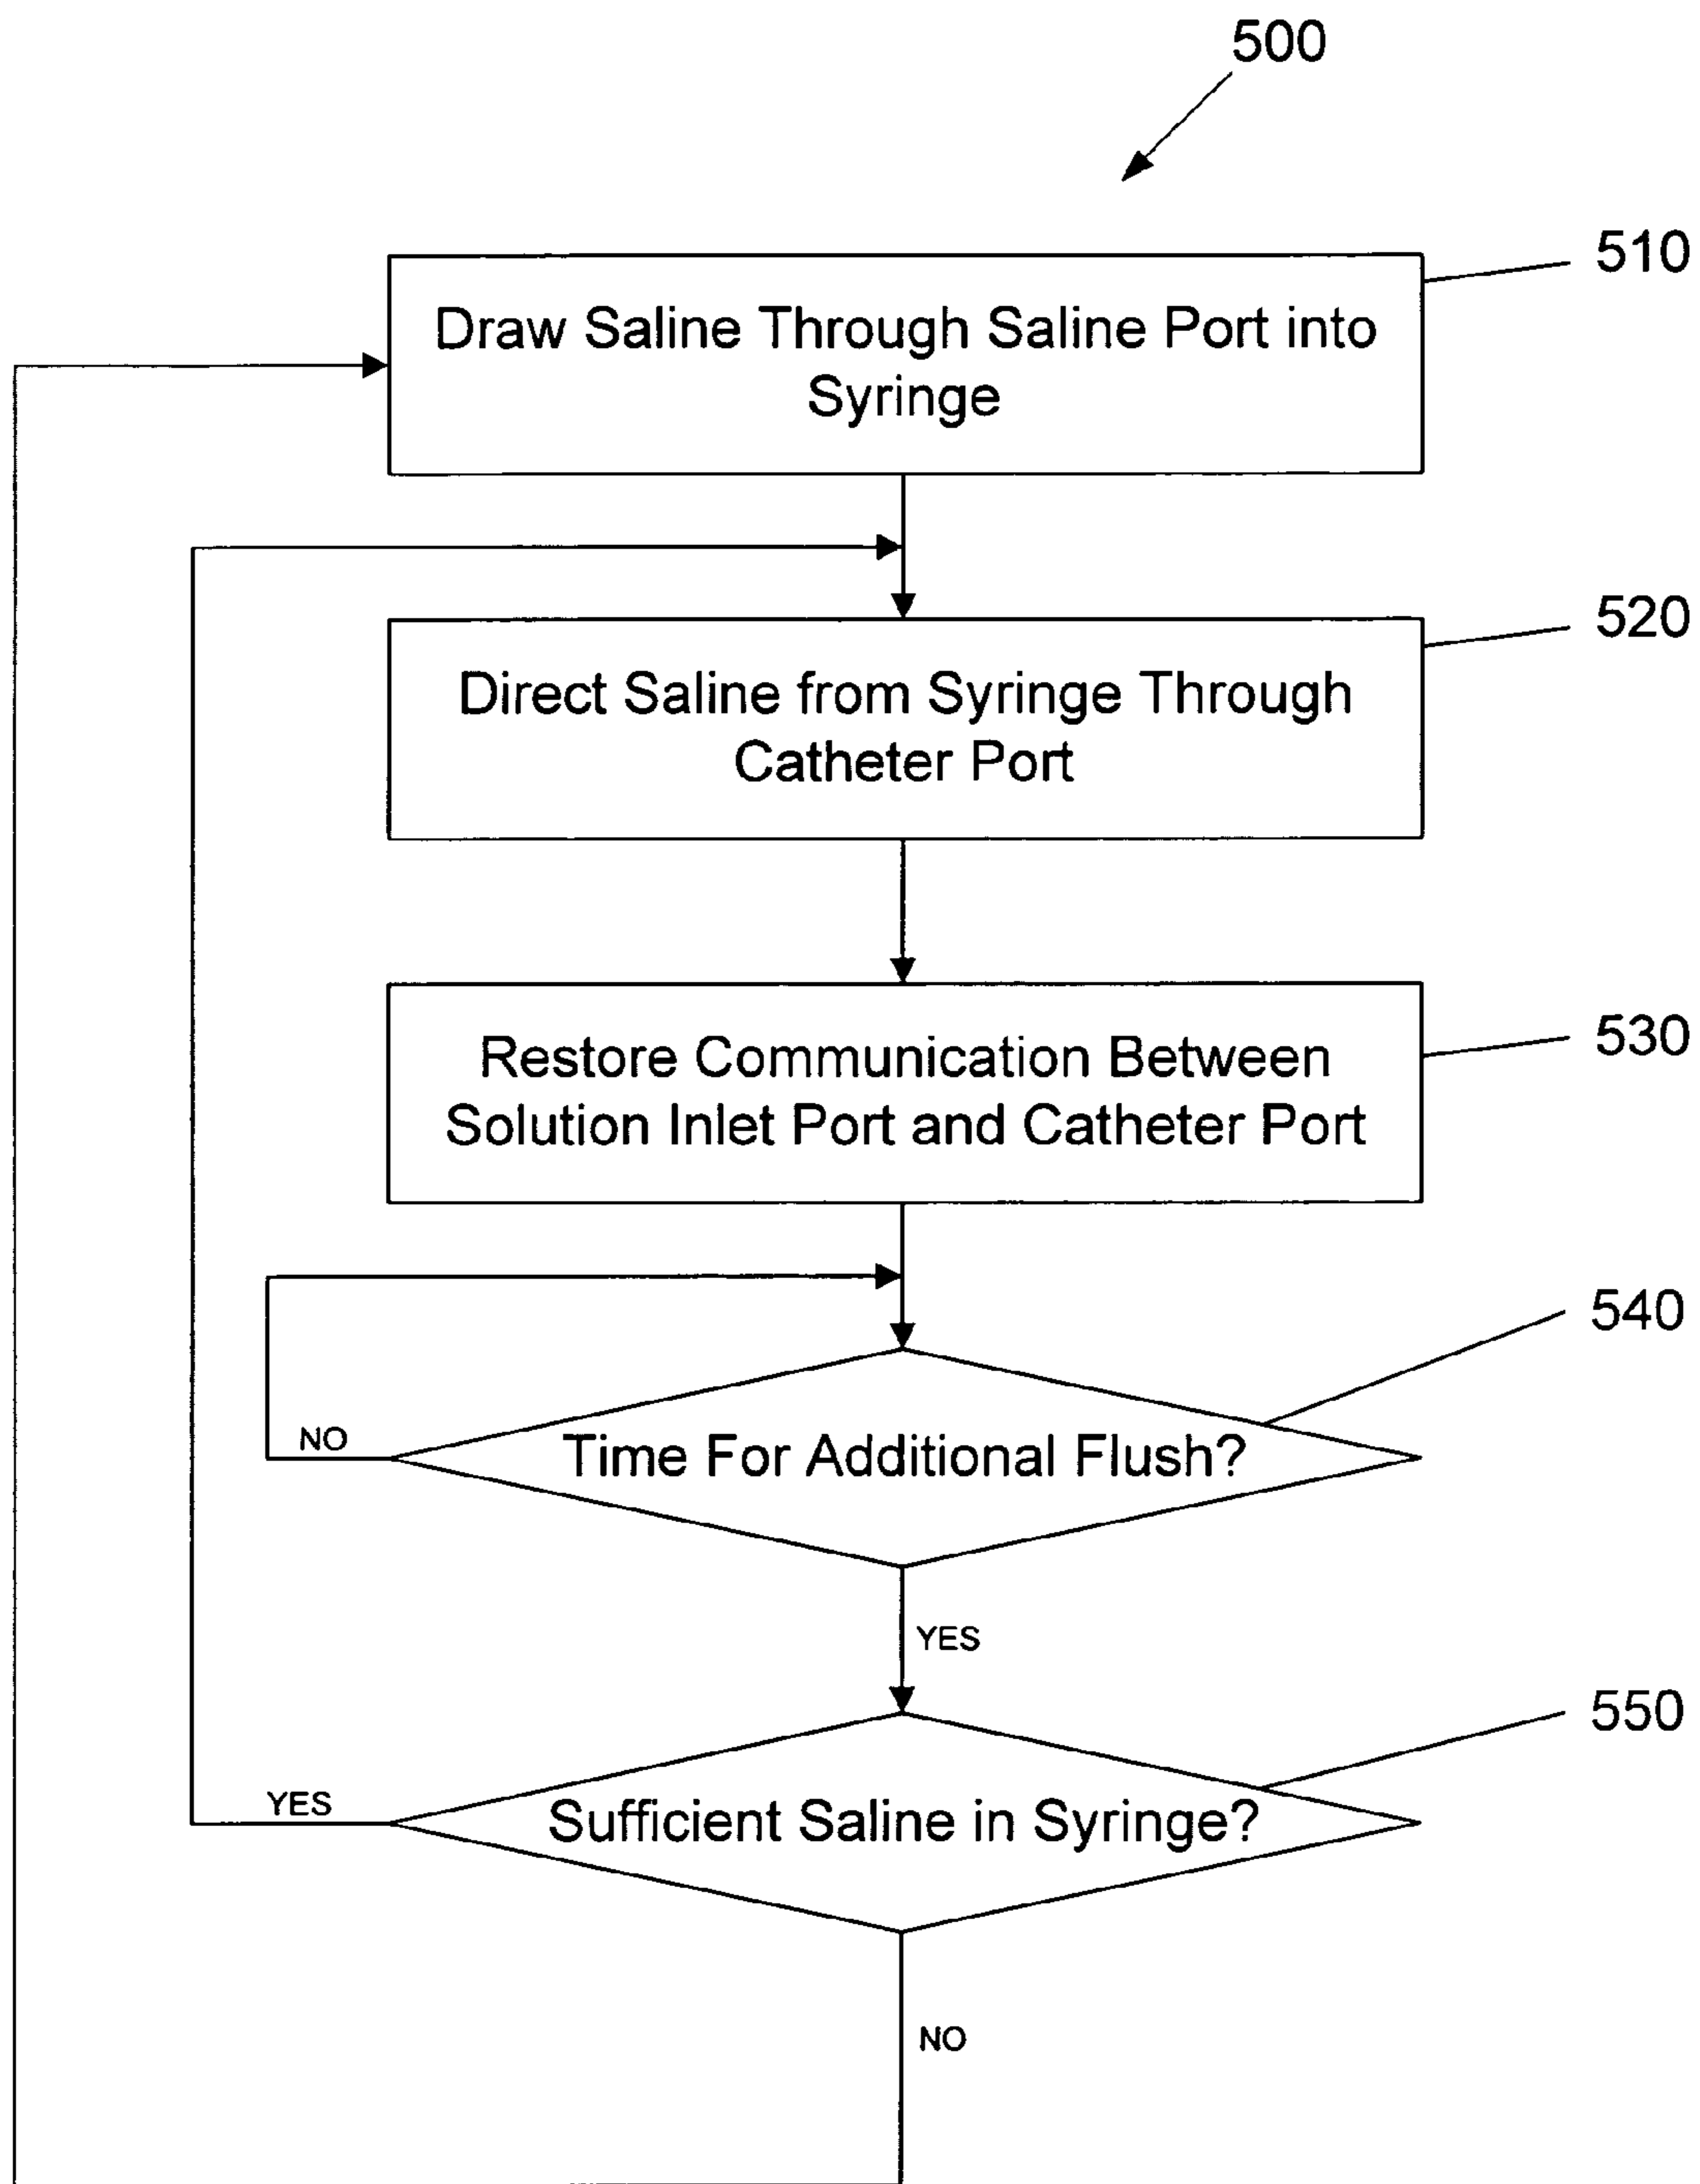 500
510
Draw Saline Through Saline Port into
Syringe
520
Direct Saline from Syringe Through
Catheter Port
530
Restore Communication Between
Solution Inlet Port and Catheter Port
540
NO
Time For Additional Flush?
YES
550
YES
Sufficient Saline in Syringe?
NO